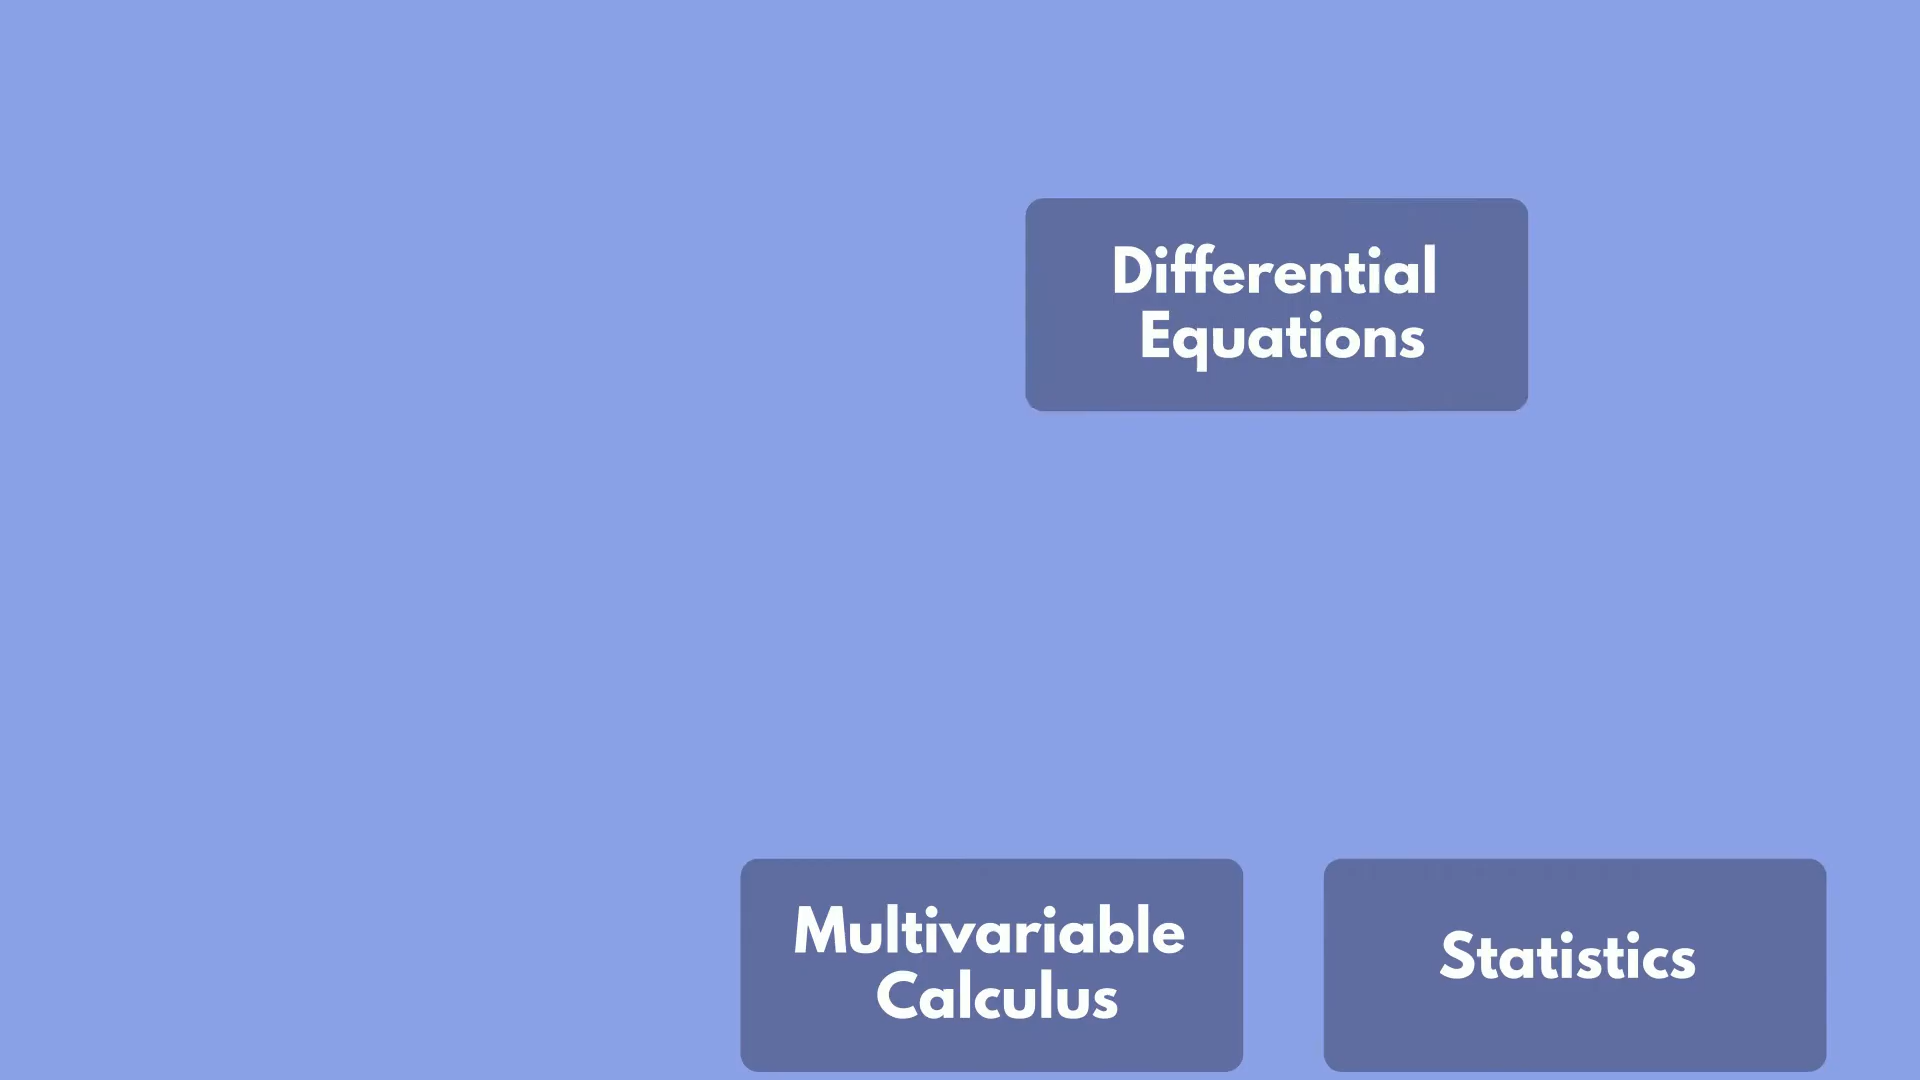 Differential
Equations
Multivariable
Calculus
Statistics